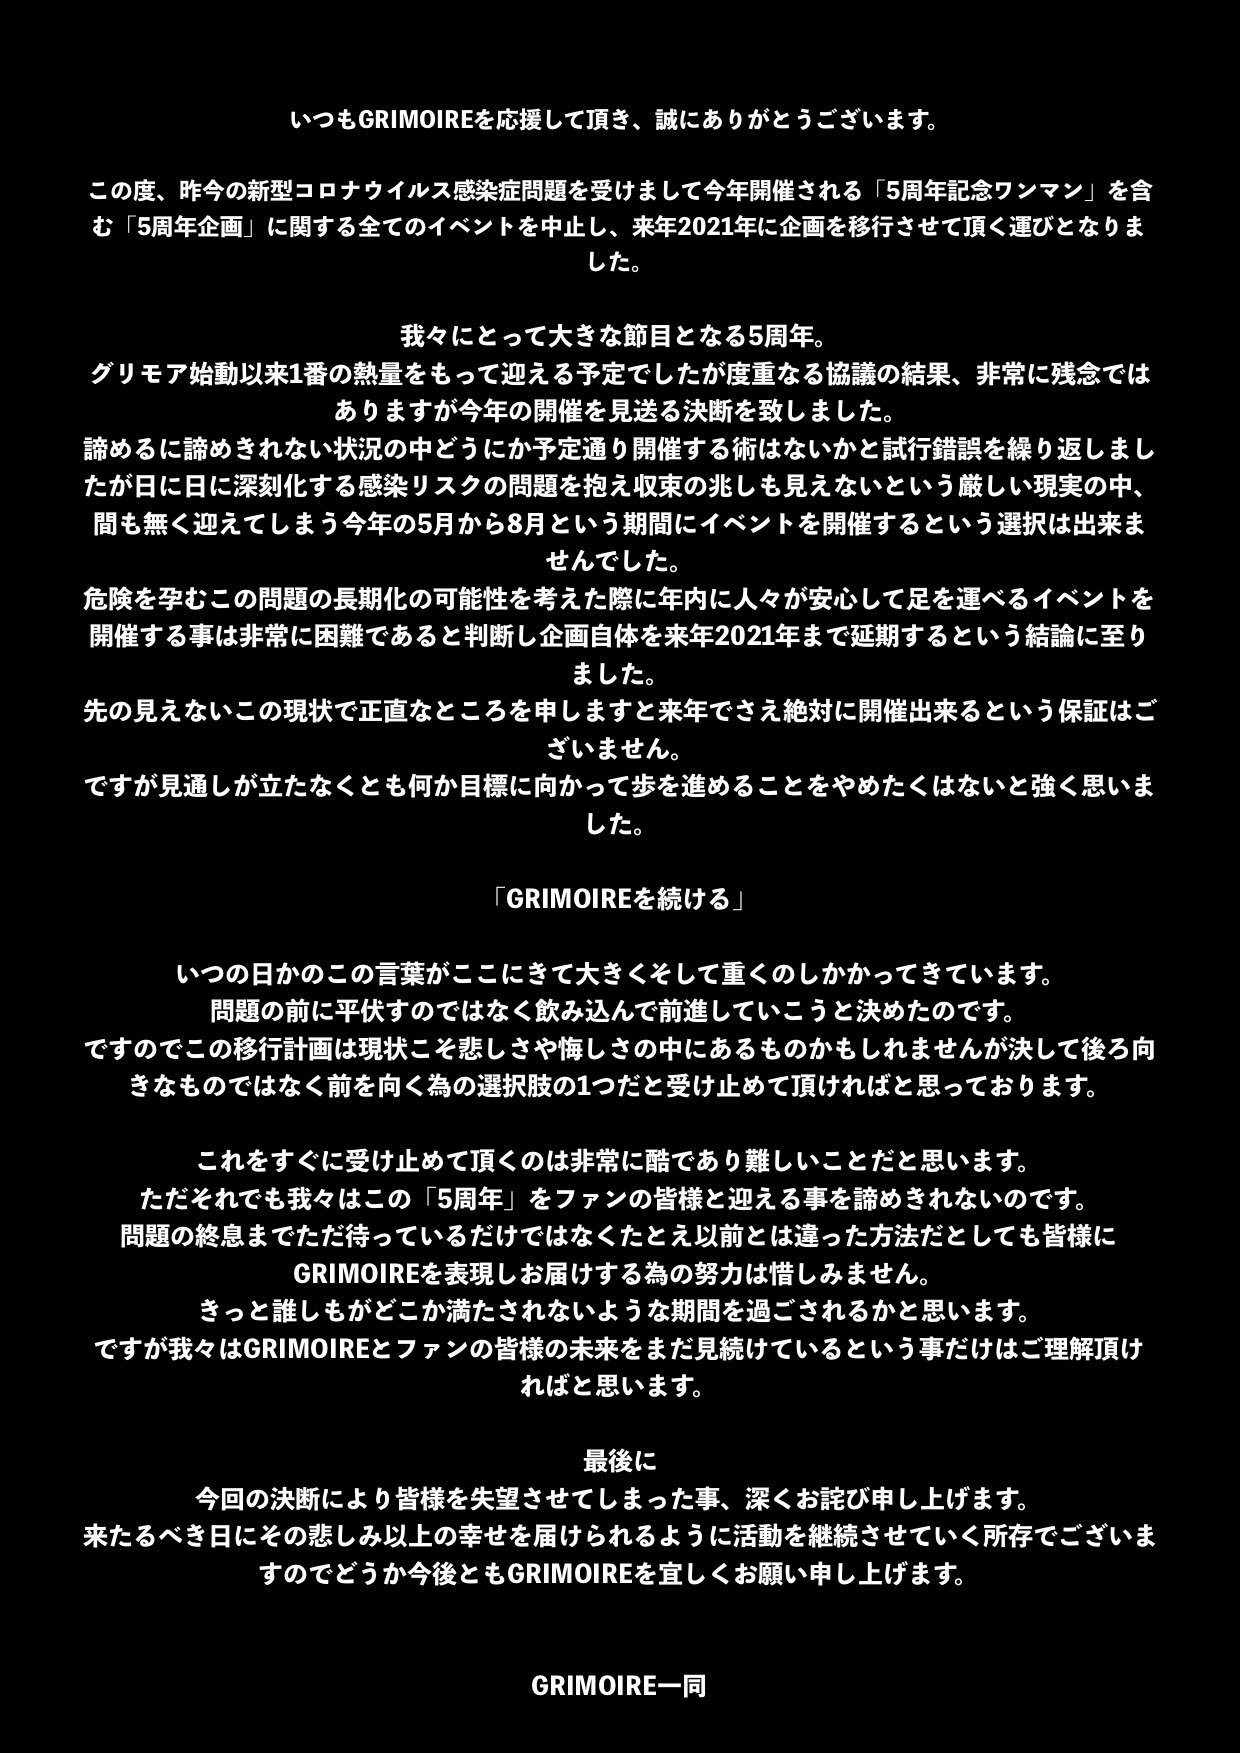 いつもGRIMOIREを応援して頂き、誠にありがとうございます。
この度、昨今の新型コロナウイルス感染症問題を受けまして今年開催される「5周年記念ワンマン」を含
む「5周年企画」に関する全てのイベントを中止し、来年2021年に企画を移行させて頂く運びとなりま
した。
我々にとって大きな節目となる5周年。
グリモア始動以来1番の熱量をもって迎える予定でしたが度重なる協議の結果、非常に残念では
ありますが今年の開催を見送る決断を致しました。
諦めるに諦めきれない状況の中どうにか予定通り開催する術はないかと試行錯誤を繰り返しまし
たが日に日に深刻化する感染リスクの問題を抱え収束の兆しも見えないという厳しい現実の中、
間も無く迎えてしまう今年の5月から8月という期間にイベントを開催するという選択は出来ま
せんでした。
危険を孕むこの問題の長期化の可能性を考えた際に年内に人々が安心して足を運べるイベントを
開催する事は非常に困難であると判断し企画自体を来年2021年まで延期するという結論に至り
ました。
先の見えないこの現状で正直なところを申しますと来年でさえ絶対に開催出来るという保証はご
ざいません。
ですが見通しが立たなくとも何か目標に向かって歩を進めることをやめたくはないと強く思いま
した。
「GRIMOIREを続ける」
いつの日かのこの言葉がここにきて大きくそして重くのしかかってきています。
問題の前に平伏すのではなく飲み込んで前進していこうと決めたのです。
ですのでこの移行計画は現状こそ悲しさや悔しさの中にあるものかもしれませんが決して後ろ向
きなものではなく前を向く為の選択肢の1つだと受け止めて頂ければと思っております。
これをすぐに受け止めて頂くのは非常に酷であり難しいことだと思います。
ただそれでも我々はこの「5周年」をファンの皆様と迎える事を諦めきれないのです。
問題の終息までただ待っているだけではなくたとえ以前とは違った方法だとしても皆様に
GRIMOIREを表現しお届けする為の努力は惜しみません。
きっと誰しもがどこか満たされないような期間を過ごされるかと思います。
ですが我々はGRIMOIREとファンの皆様の未来をまだ見続けているという事だけはご理解頂け
ればと思います。
最後に
今回の決断により皆様を失望させてしまった事、深くお詫び申し上げます。
来たるべき日にその悲しみ以上の幸せを届けられるように活動を継続させていく所存でございま
すのでどうか今後ともGRIMOIREを宜しくお願い申し上げます。
GRIMOIRE一同